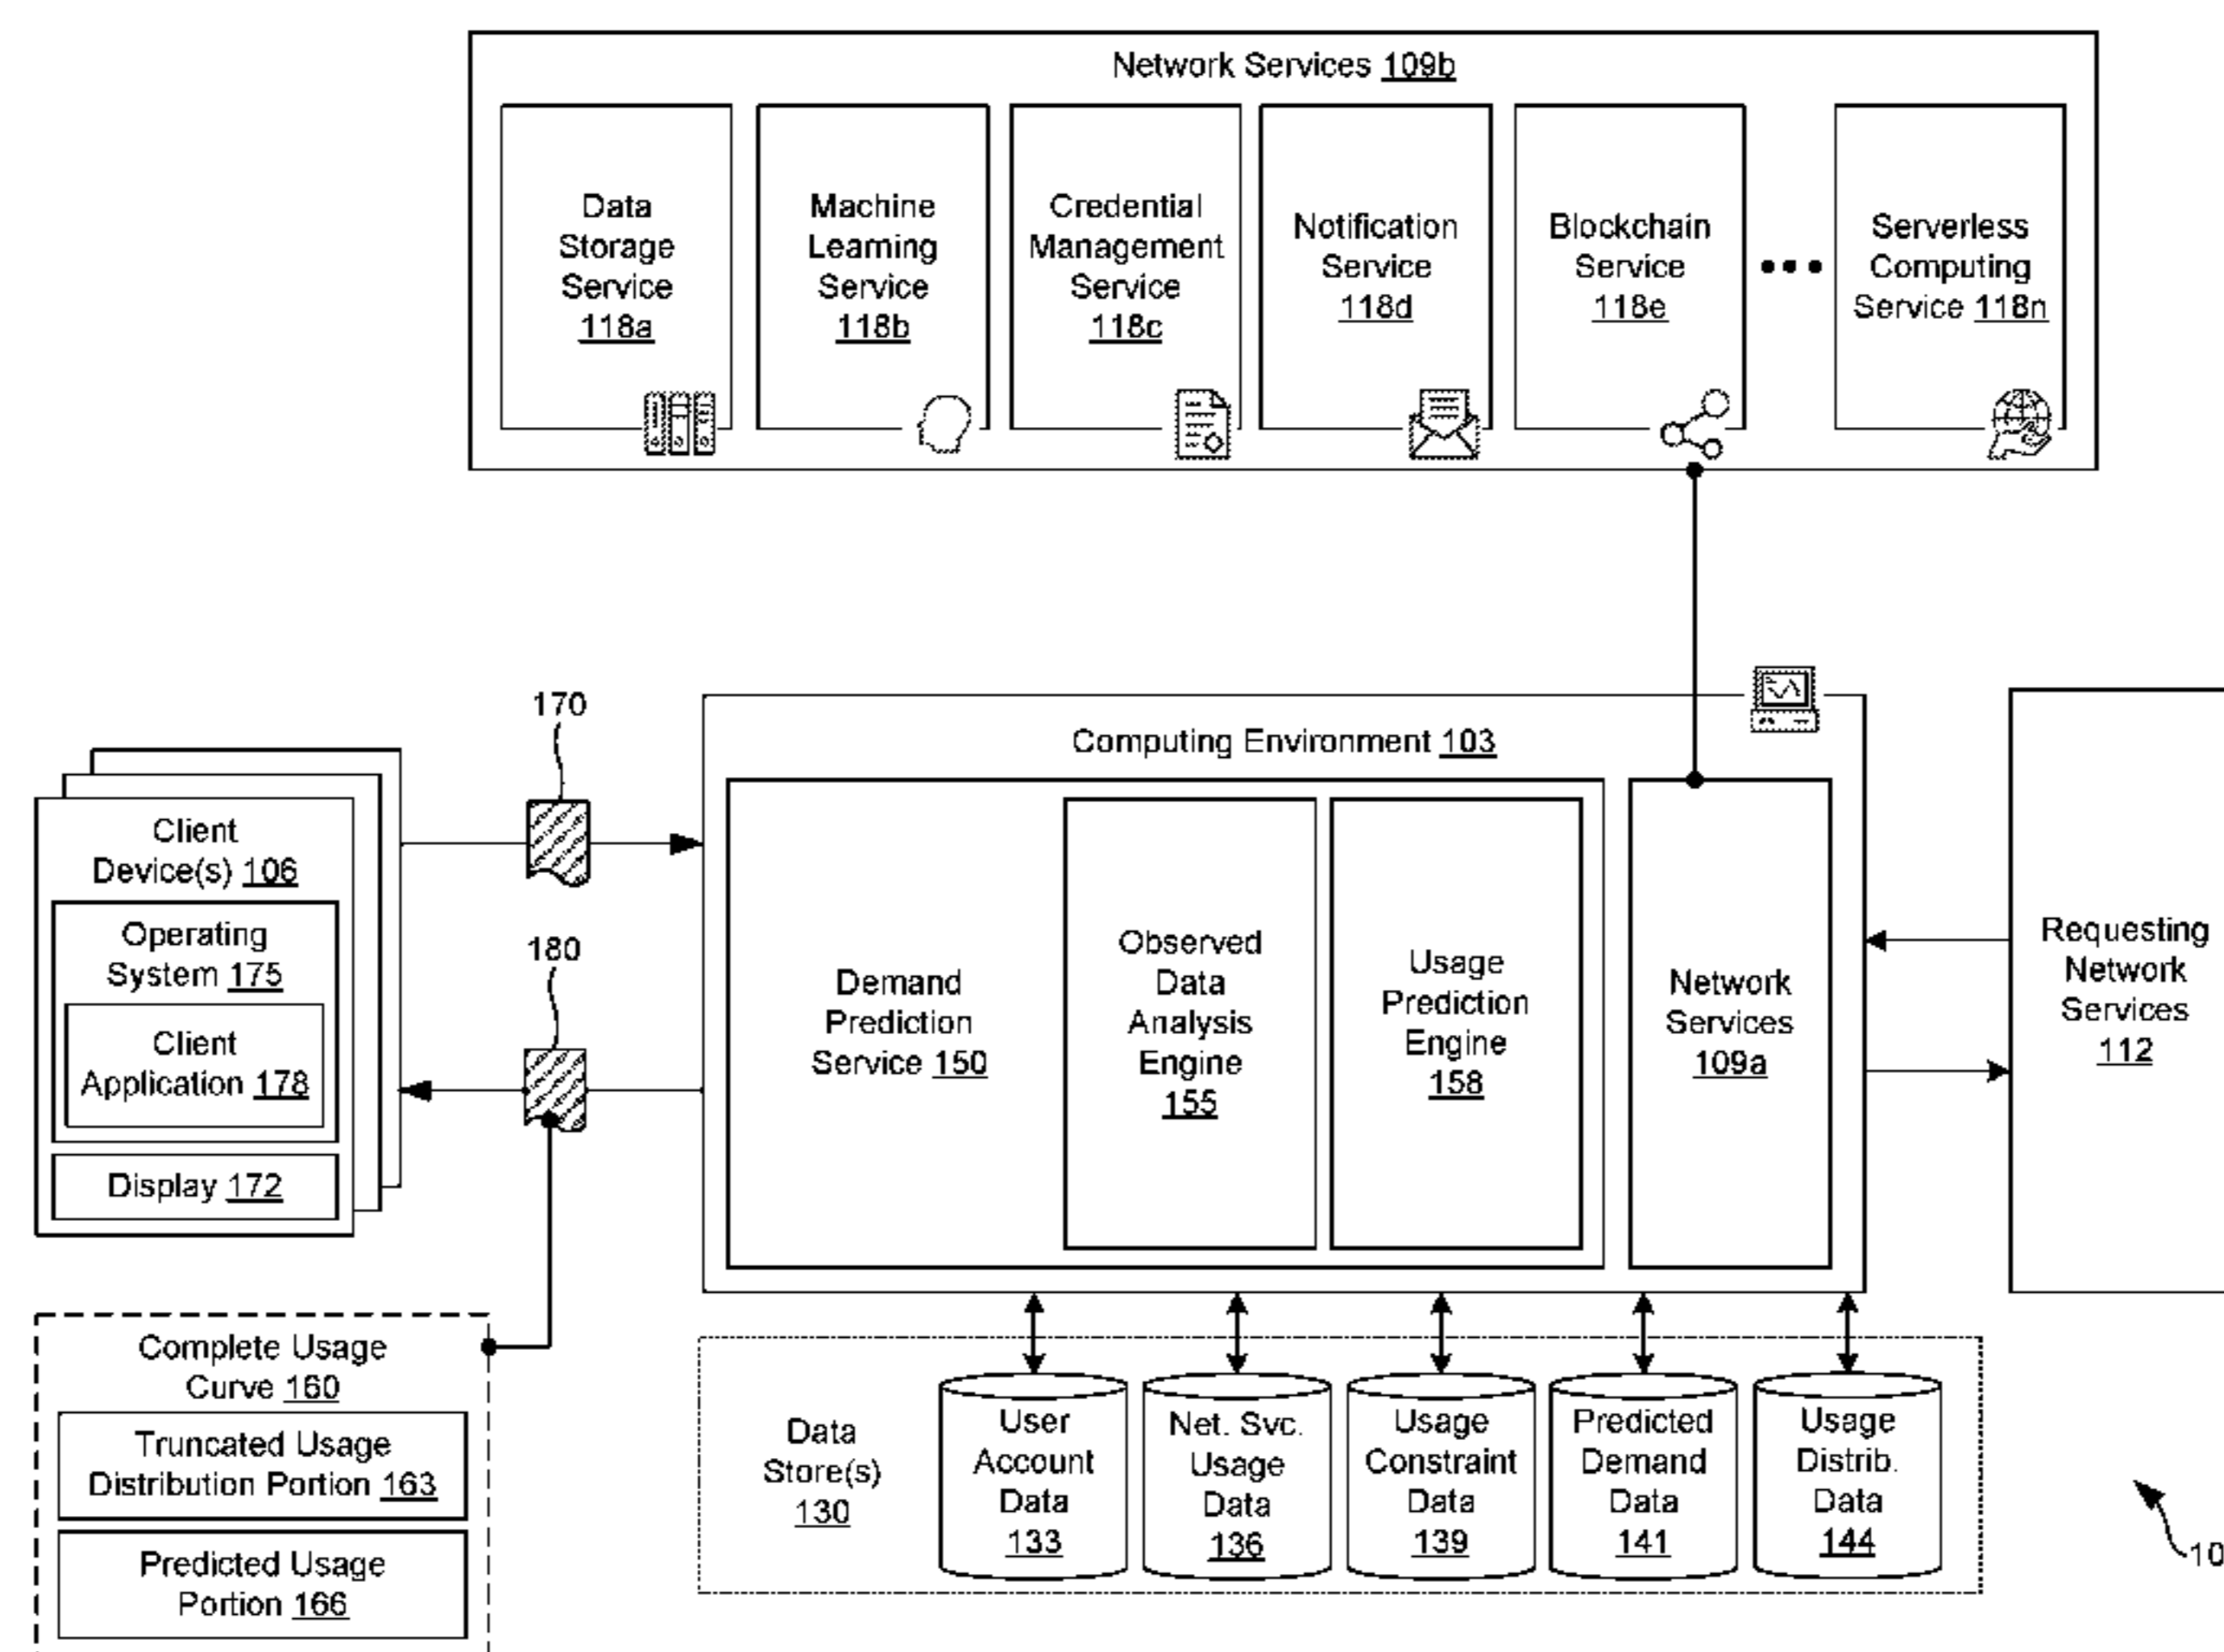 Network Services 109b
Data
Storage
Service
118a
Machine
Learning
Service
118b
Credential
Management
Service
118c
Notification
Service
118d
Blockchain
Service
118e
•••
Serverless
Computing
Service 118n
170
Computing Environment 103
Client
Device(s) 106
Operating
System 175
Client
Application 178
Display 172
180
Demand
Prediction
Service 150
Observed
Data
Analysis
Engine
155
Usage
Prediction
Engine
158
Network
Services
109a
Requesting
Network
Services
112
Complete Usage
Curve 160
Truncated Usage
Distribution Portion 163
Predicted Usage
Portion 166
Data
Store(s)
130
User
Account
Data
133
Net. Svc.
Usage
Data
136
Usage
Constraint
Data
139
Predicted
Demand
Data
141
Usage
Distrib.
Data
144
10